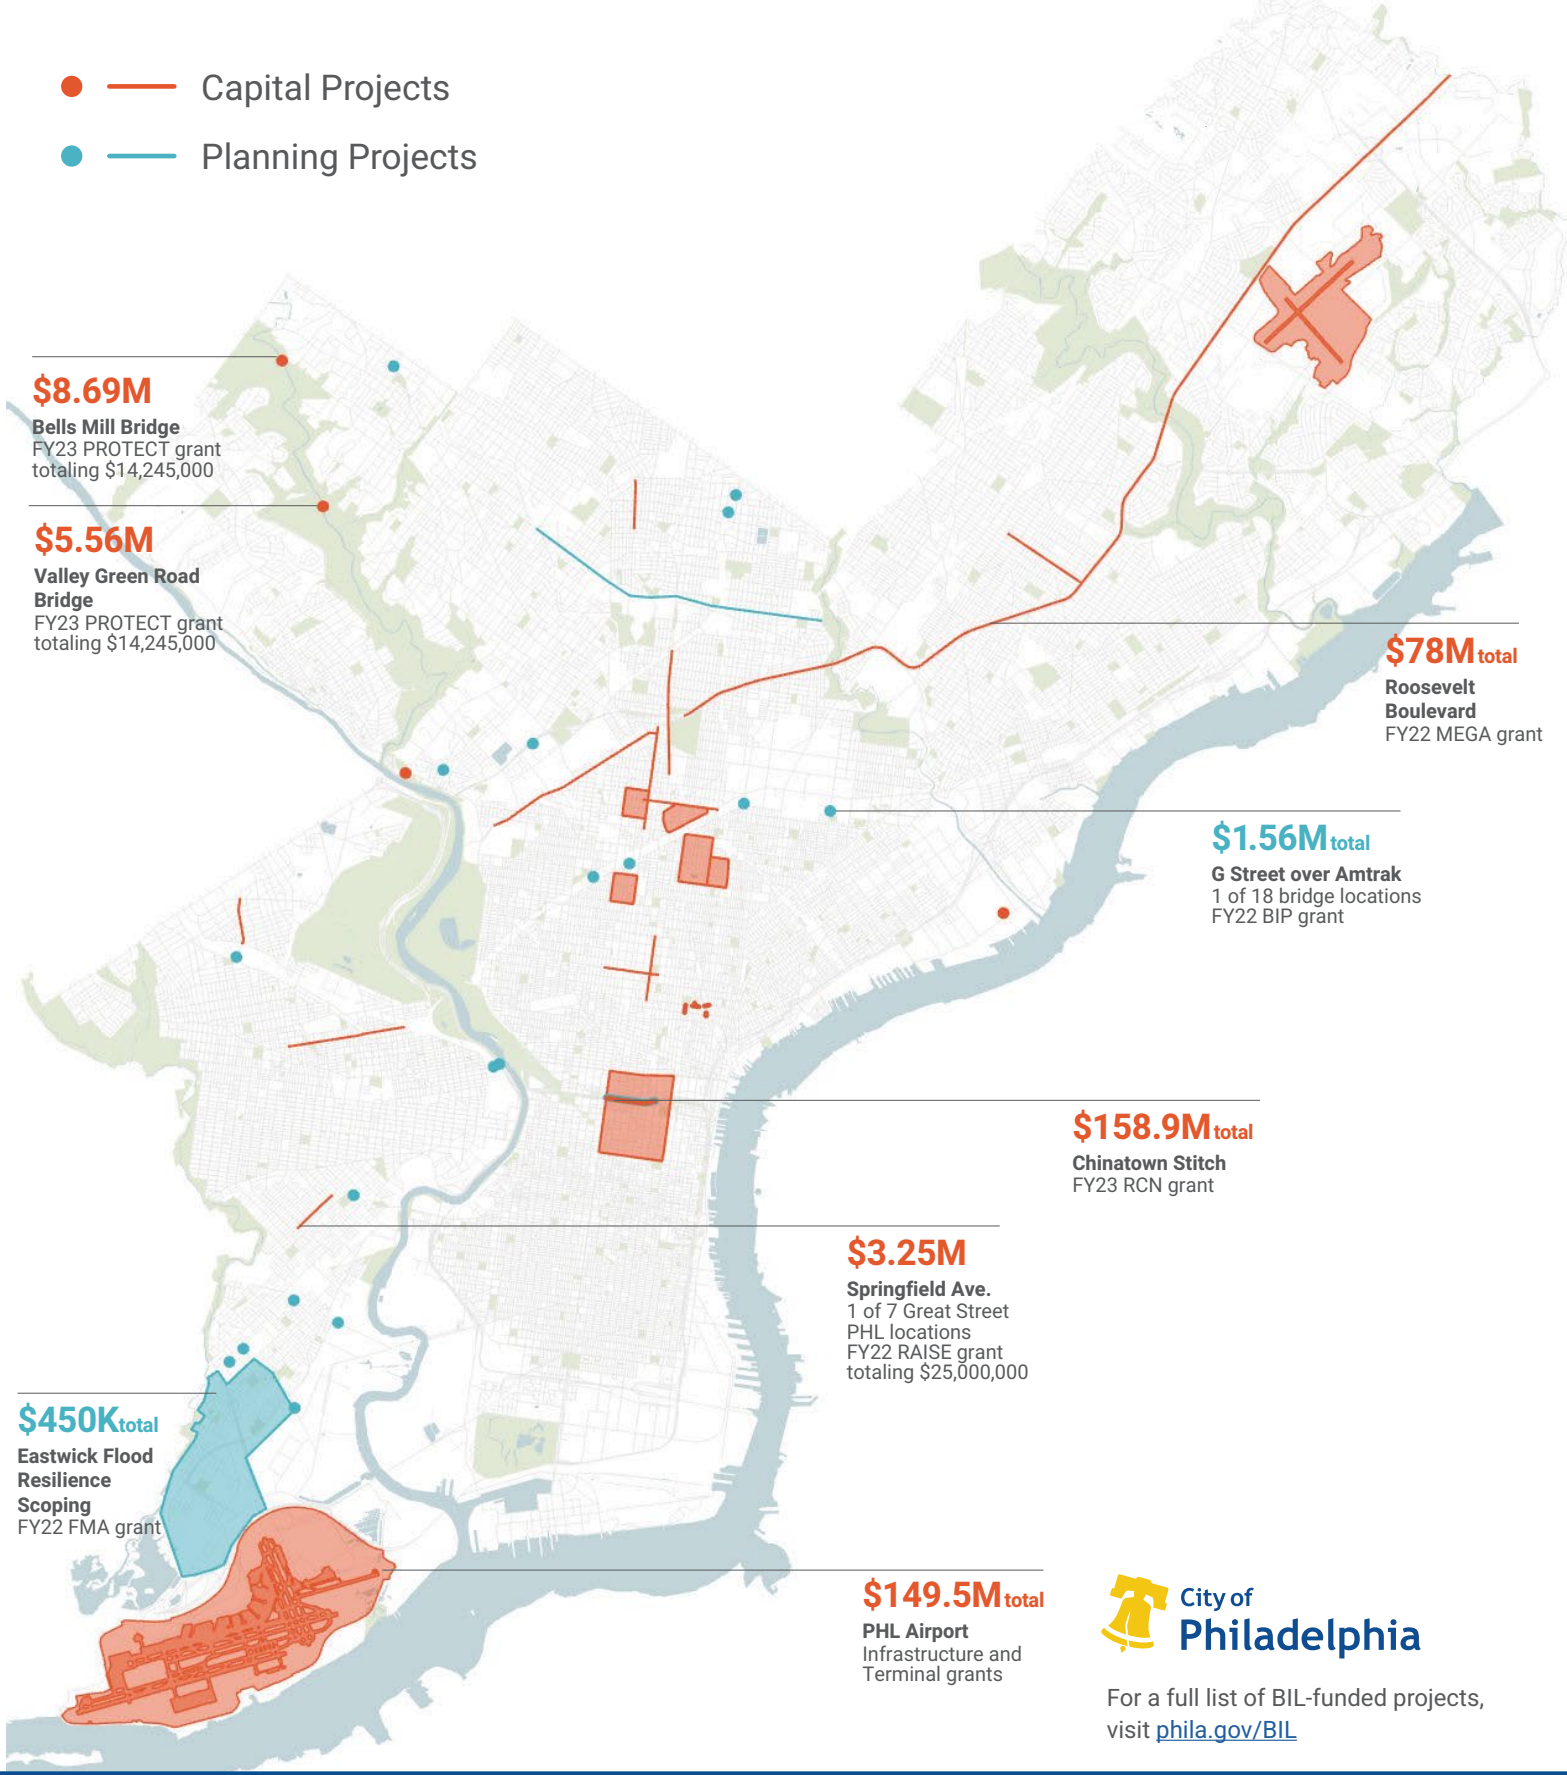 Capital Projects
Planning Projects
$8.69M
Bells Mill Bridge
FY23 PROTECT grant
totaling $14,245,000
$5.56M
Valley Green Road
Bridge
FY23 PROTECT grant
totaling $14,245,000
$78M total
Roosevelt
Boulevard
FY22 MEGA grant
$1.56M total
G Street over Amtrak
1 of 18 bridge locations
FY22 BIP grant
$158.9M total
Chinatown Stitch
FY23 RCN grant
$3.25M
Springfield Ave.
1 of 7 Great Street
PHL locations
FY22 RAISE grant
totaling $25,000,000
$450K total
Eastwick Flood
Resilience
Scoping
FY22 FMA grant
$149.5M total
PHL Airport
Infrastructure and
Terminal grants
City of
Philadelphia
For a full list of BIL-funded projects,
visit phila.gov/BIL